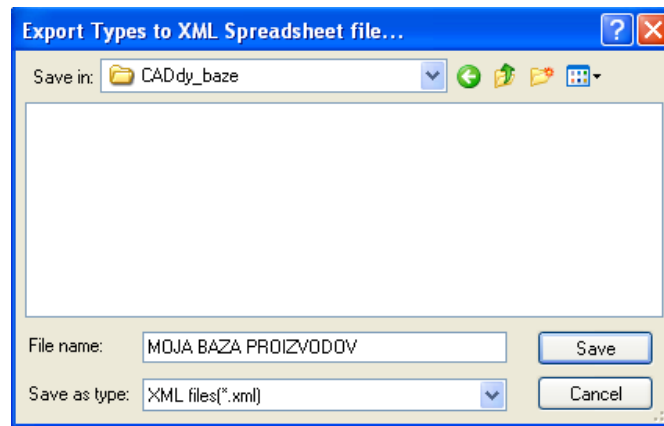 Export Types to XML Spreadsheet file...
Save in: CADdy_baze
File name: MOJA BAZA PROIZVODOV Save
Save as type: XML files(*.xml) Cancel